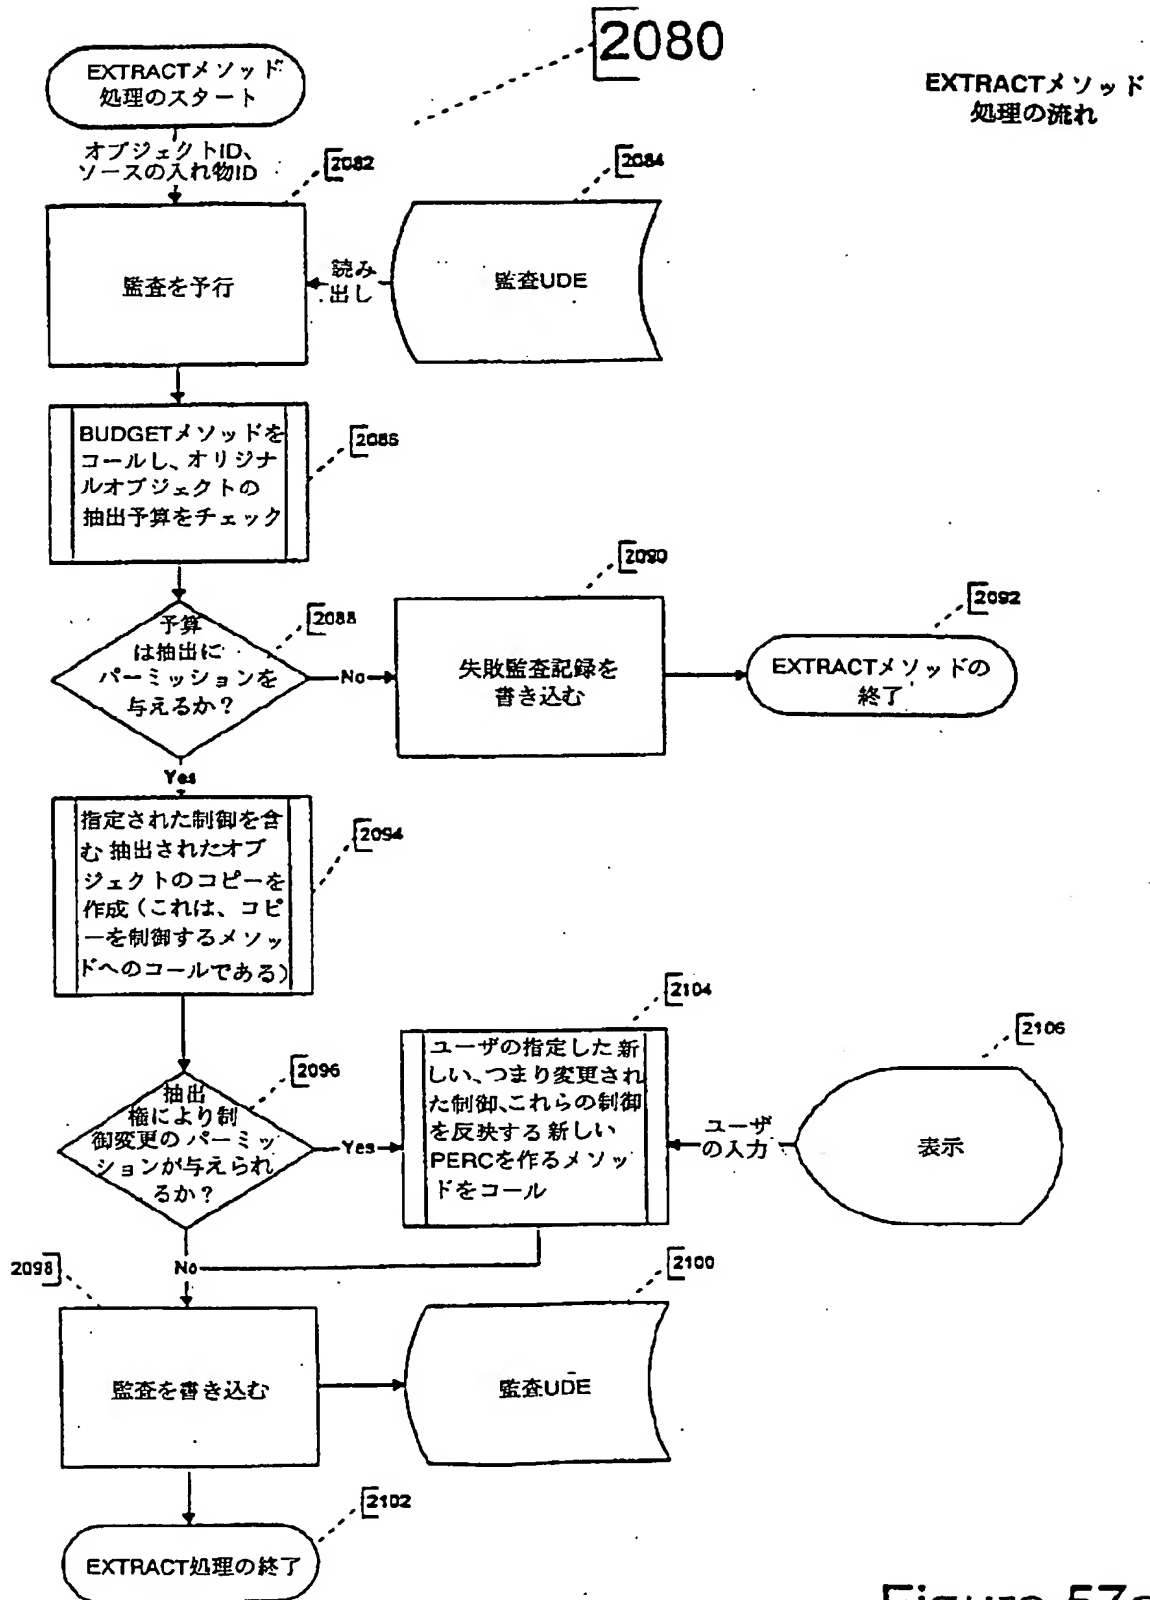 2080
EXTRACTメソッド
処理の流れ
EXTRACTメソッド
処理のスタート
オブジェクトID、
ソースの入れ物ID
2082
2084
監査を予行
読み
出し
監査UDE
BUDGETメソッドを
コールし、オリジナ
ルオブジェクトの
抽出予算をチェック
2086
2090
2092
予算
は抽出に
パーミッションを
与えるか?
2088
No
失敗監査記録を
書き込む
EXTRACTメソッドの
終了
Yes
指定された制御を含
む 抽出されたオブ
ジェクトのコピーを
作成(これは、コピ
ーを制御するメソッ
ドへのコールである)
2094
2104
2106
抽出
権により制
御変更の パーミッ
ションが与えられ
るか?
2096
Yes
ユーザの指定した 新
しい、つまり変更され
た制御、これらの制御
を反映する 新しい
PERCを作るメソッ
ドをコール
ユーザ
の入力
表示
No
2098
2100
監査を書き込む
監査UDE
2102
EXTRACT処理の終了